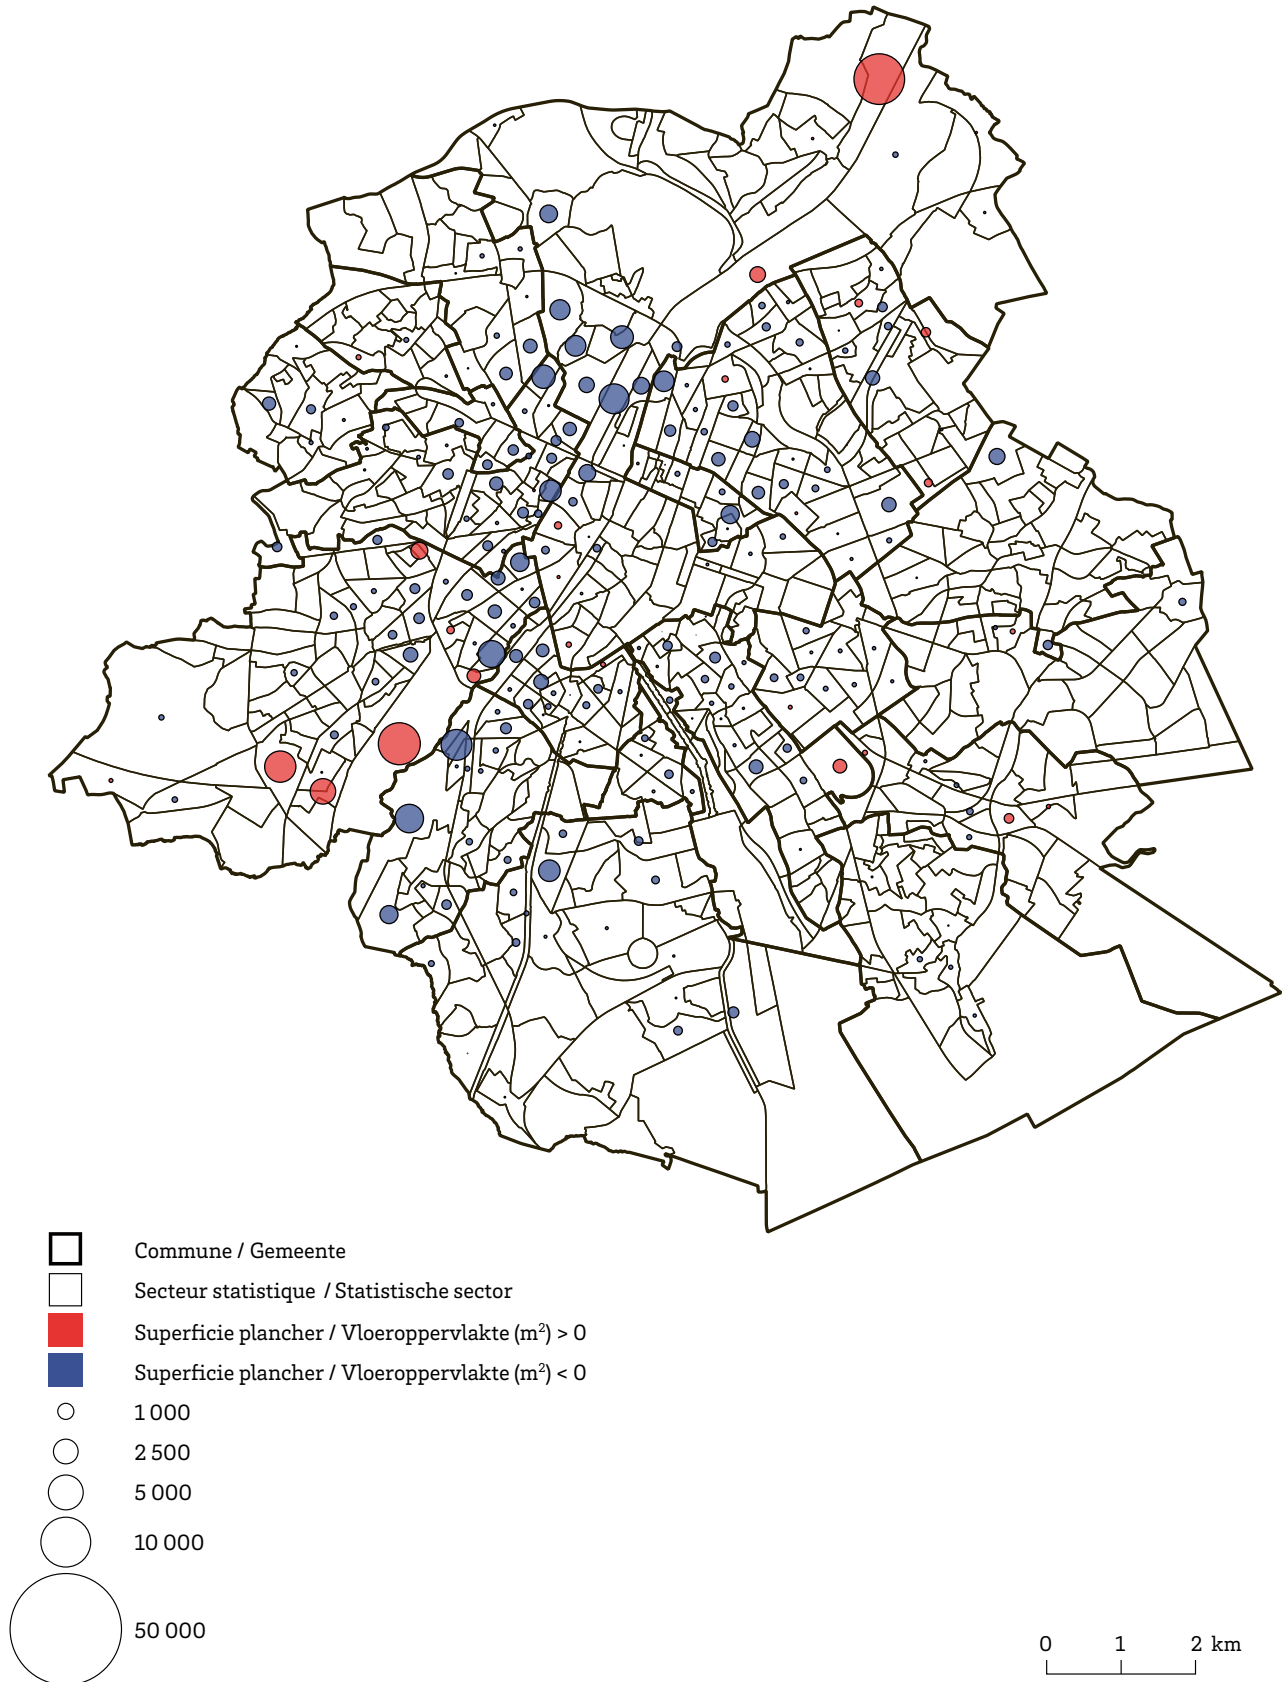 Commune / Gemeente
Secteur statistique / Statistische sector
Superficie plancher / Vloeroppervlakte (m²) > 0
Superficie plancher / Vloeroppervlakte (m²) < 0
1 000
2 500
5 000
10 000
50 000
0 1 2 km